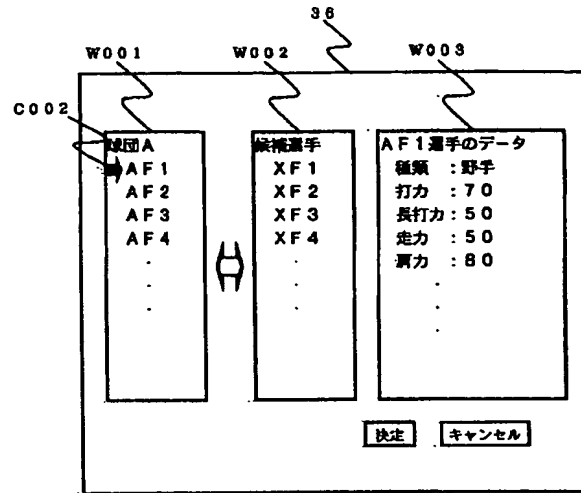 36
W001
W002
W003
C002
球団A
AF1
AF2
AF3
AF4
候補選手
XF1
XF2
XF3
XF4
AF1選手のデータ
種類:野手
打力:70
長打力:50
走力:50
肩力:80
決定
キャンセル